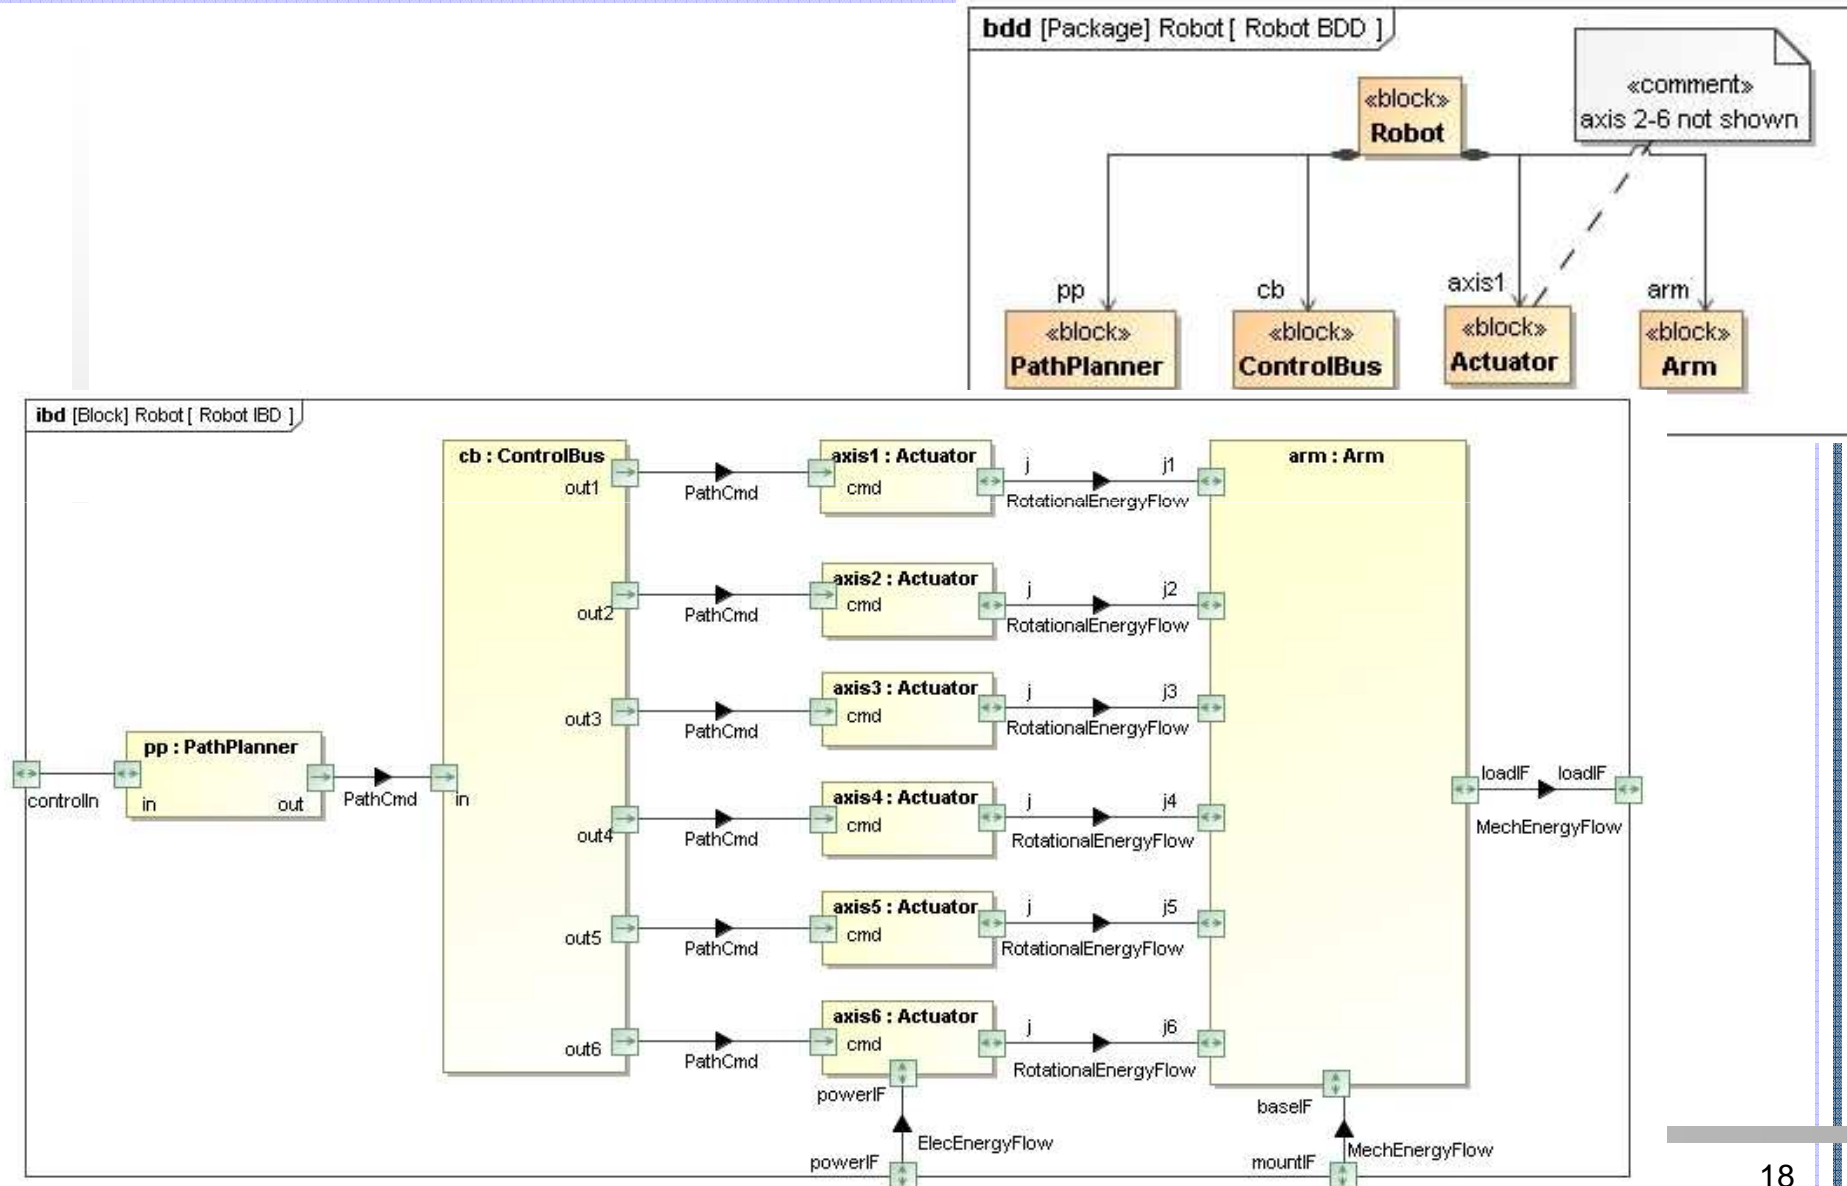 bdd [Package] Robot [ Robot BDD ]
«comment»
axis 2-6 not shown
«block»
Robot
pp
cb
axis1
arm
«block»
PathPlanner
«block»
ControlBus
«block»
Actuator
«block»
Arm
ibd [Block] Robot [ Robot IBD ]
cb : ControlBus
out1
PathCmd
axis1 : Actuator
cmd
j
j1
RotationalEnergyFlow
arm : Arm
out2
PathCmd
axis2 : Actuator
cmd
j
j2
RotationalEnergyFlow
out3
PathCmd
axis3 : Actuator
cmd
j
j3
RotationalEnergyFlow
controlIn
pp : PathPlanner
in
out
PathCmd
in
out4
PathCmd
axis4 : Actuator
cmd
j
j4
RotationalEnergyFlow
loadIF
loadIF
MechEnergyFlow
out5
PathCmd
axis5 : Actuator
cmd
j
j5
RotationalEnergyFlow
out6
PathCmd
axis6 : Actuator
cmd
j
j6
RotationalEnergyFlow
powerIF
ElecEnergyFlow
powerIF
baseIF
MechEnergyFlow
mountIF
18